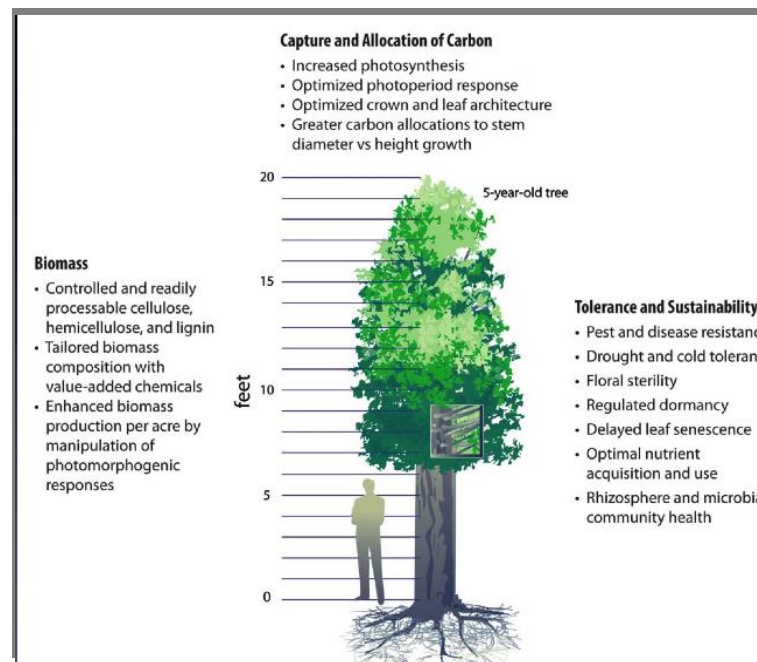 Capture and Allocation of Carbon
• Increased photosynthesis
• Optimized photoperiod response
• Optimized crown and leaf architecture
• Greater carbon allocations to stem
diameter vs height growth
20
5-year-old tree
15
10
5
0
feet
Biomass
• Controlled and readily
processable cellulose,
hemicellulose, and lignin
• Tailored biomass
composition with
value-added chemicals
• Enhanced biomass
production per acre by
manipulation of
photomorphogenic
responses
Tolerance and Sustainability
• Pest and disease resistanc
• Drought and cold toleran
• Floral sterility
• Regulated dormancy
• Delayed leaf senescence
• Optimal nutrient
acquisition and use
• Rhizosphere and microbia
community health